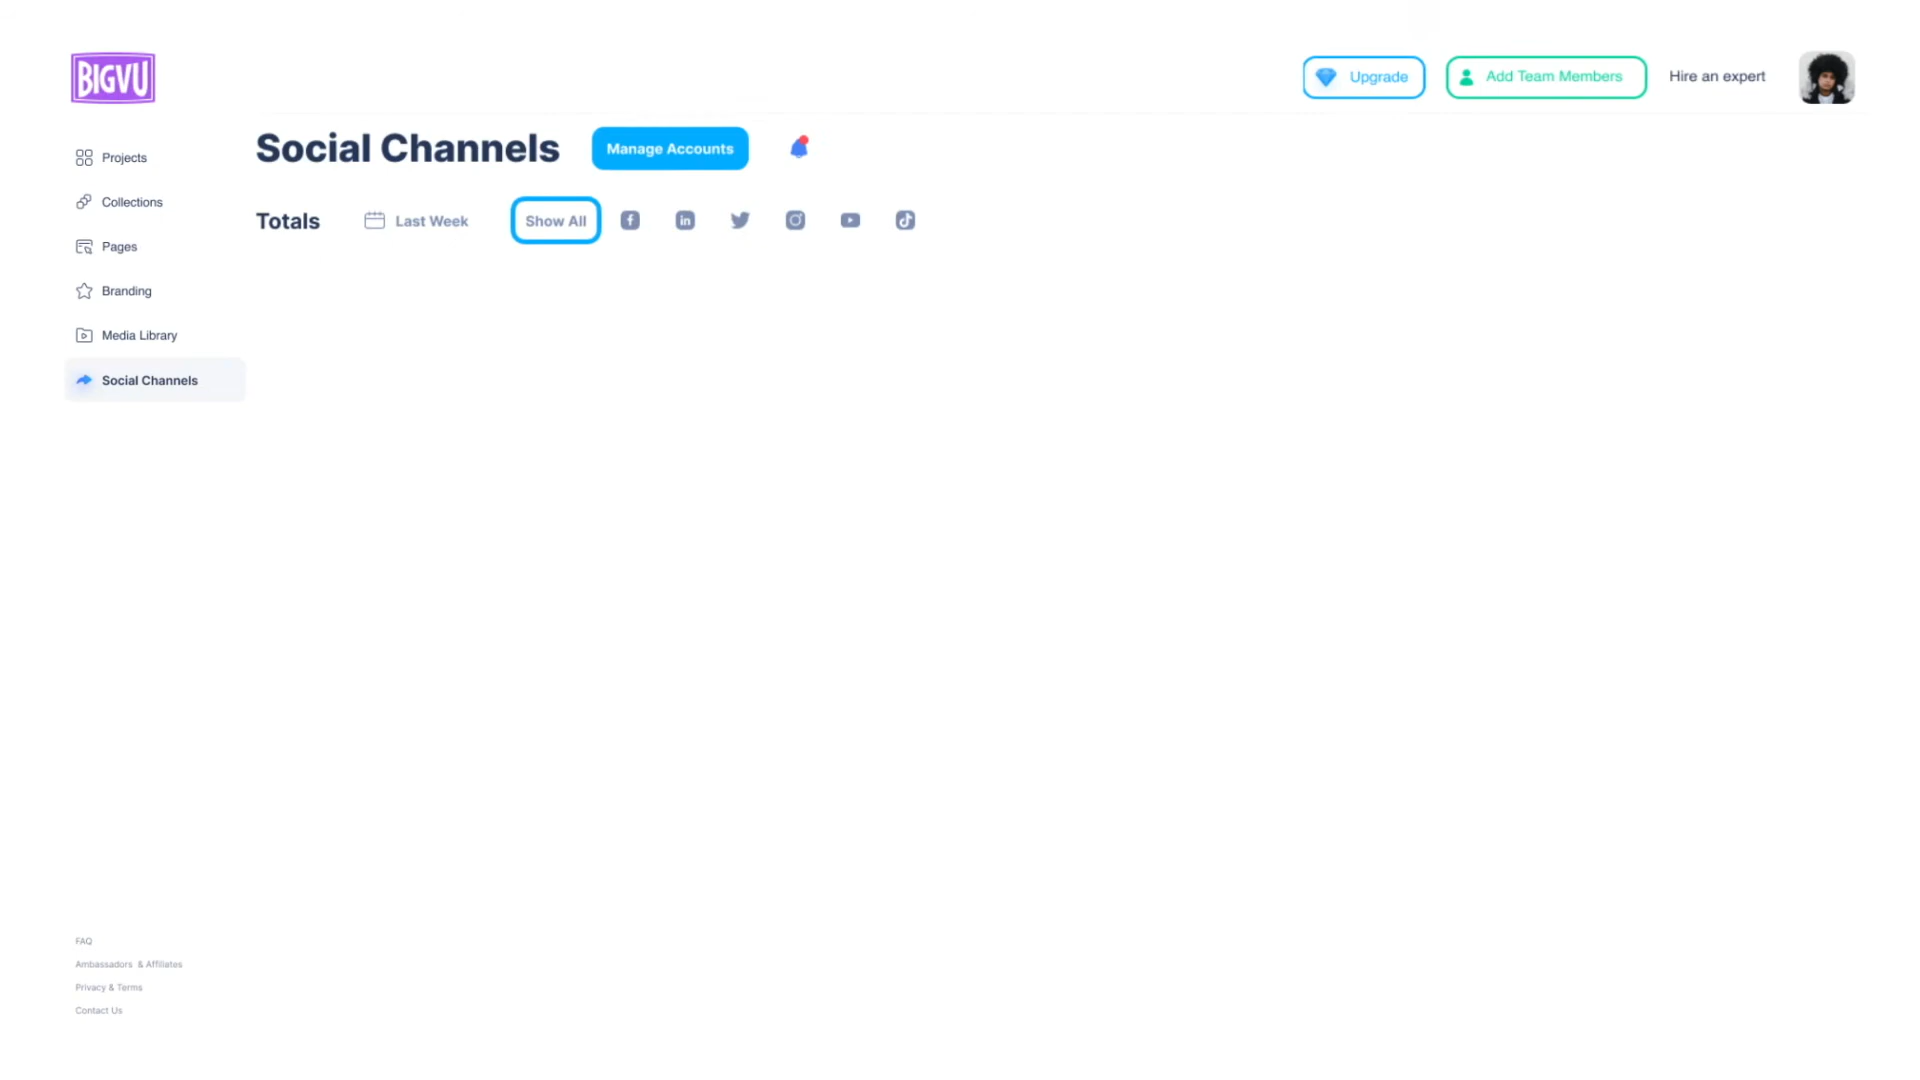 BIGVU
Upgrade
Add Team Members
Hire an expert
Social Channels
Manage Accounts
Projects
Collections
Pages
Branding
Media Library
Social Channels
Totals
Last Week
Show All
FAQ
Ambassadors & Affiliates
Privacy & Terms
Contact Us